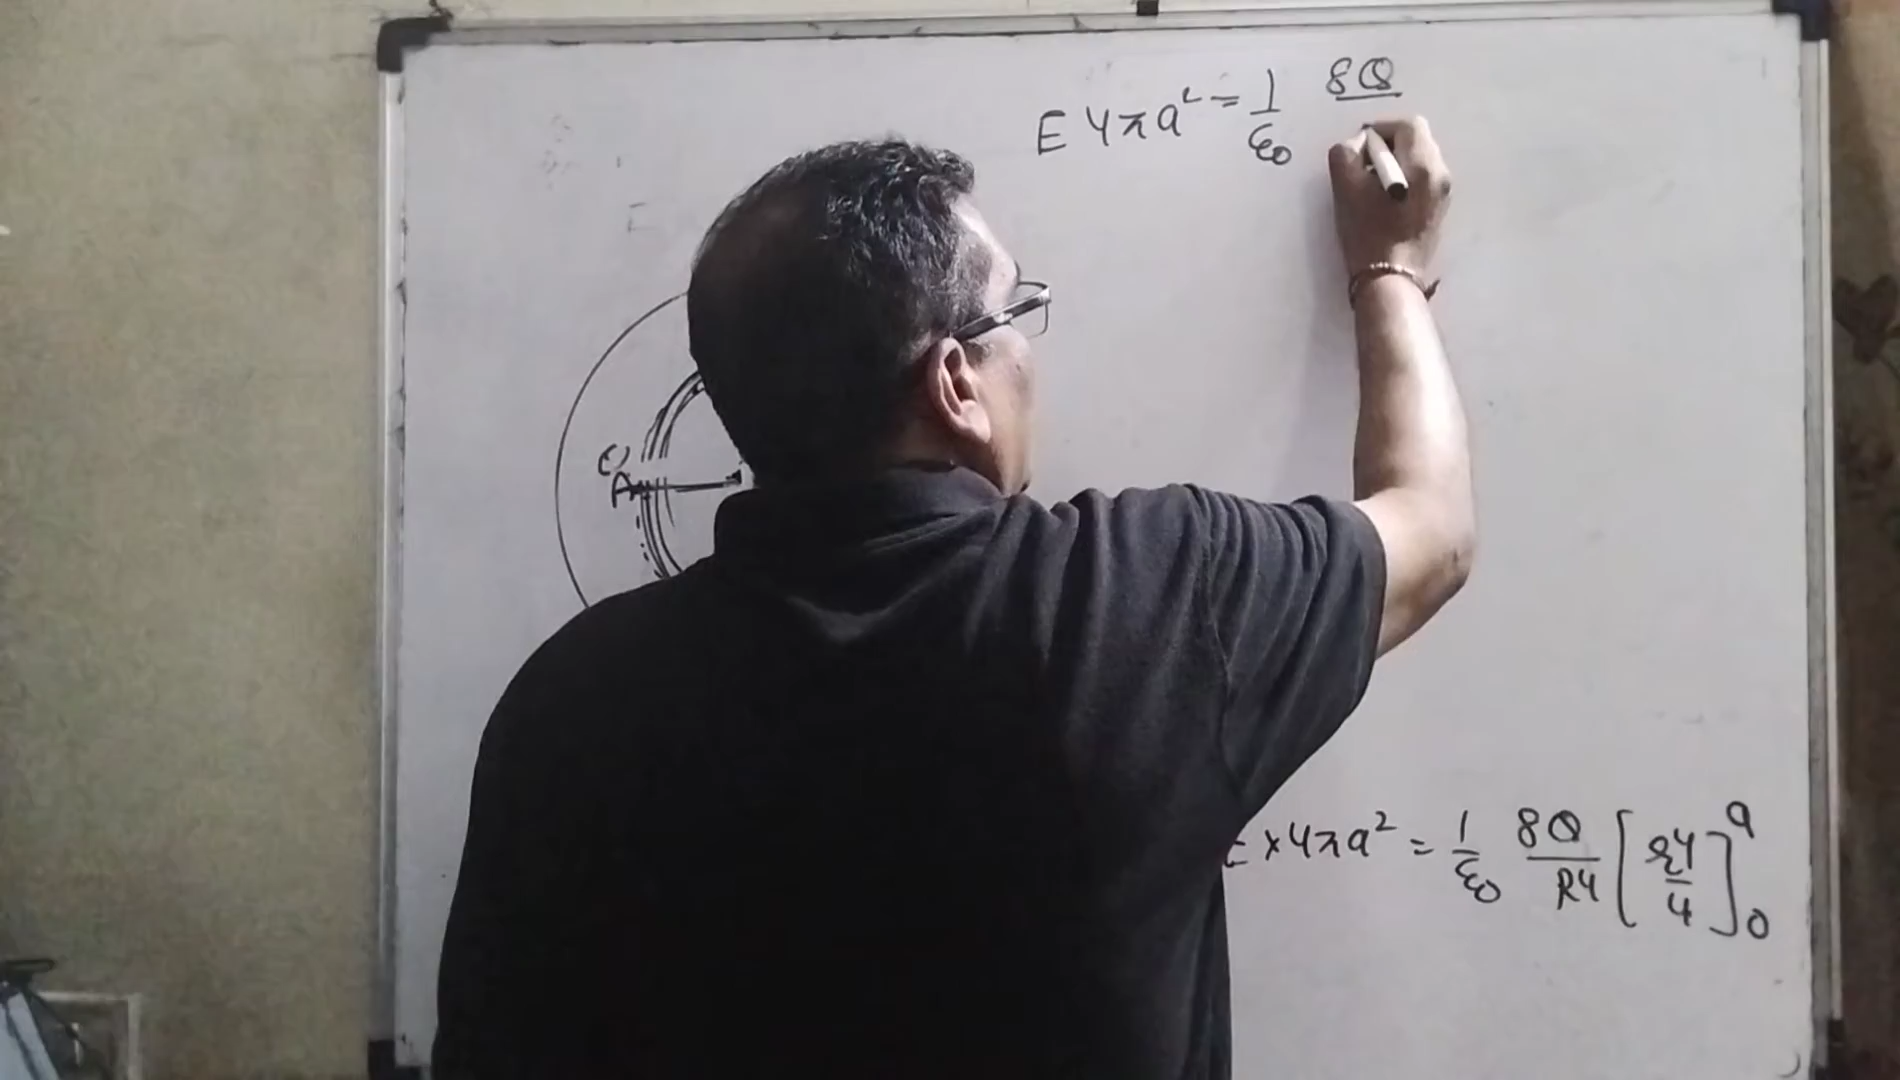 E 4πa² = 1/ε₀ 8Q
A
E × 4πa² = 1/ε₀ 8Q/R4 [r4/4]₀ᵃ